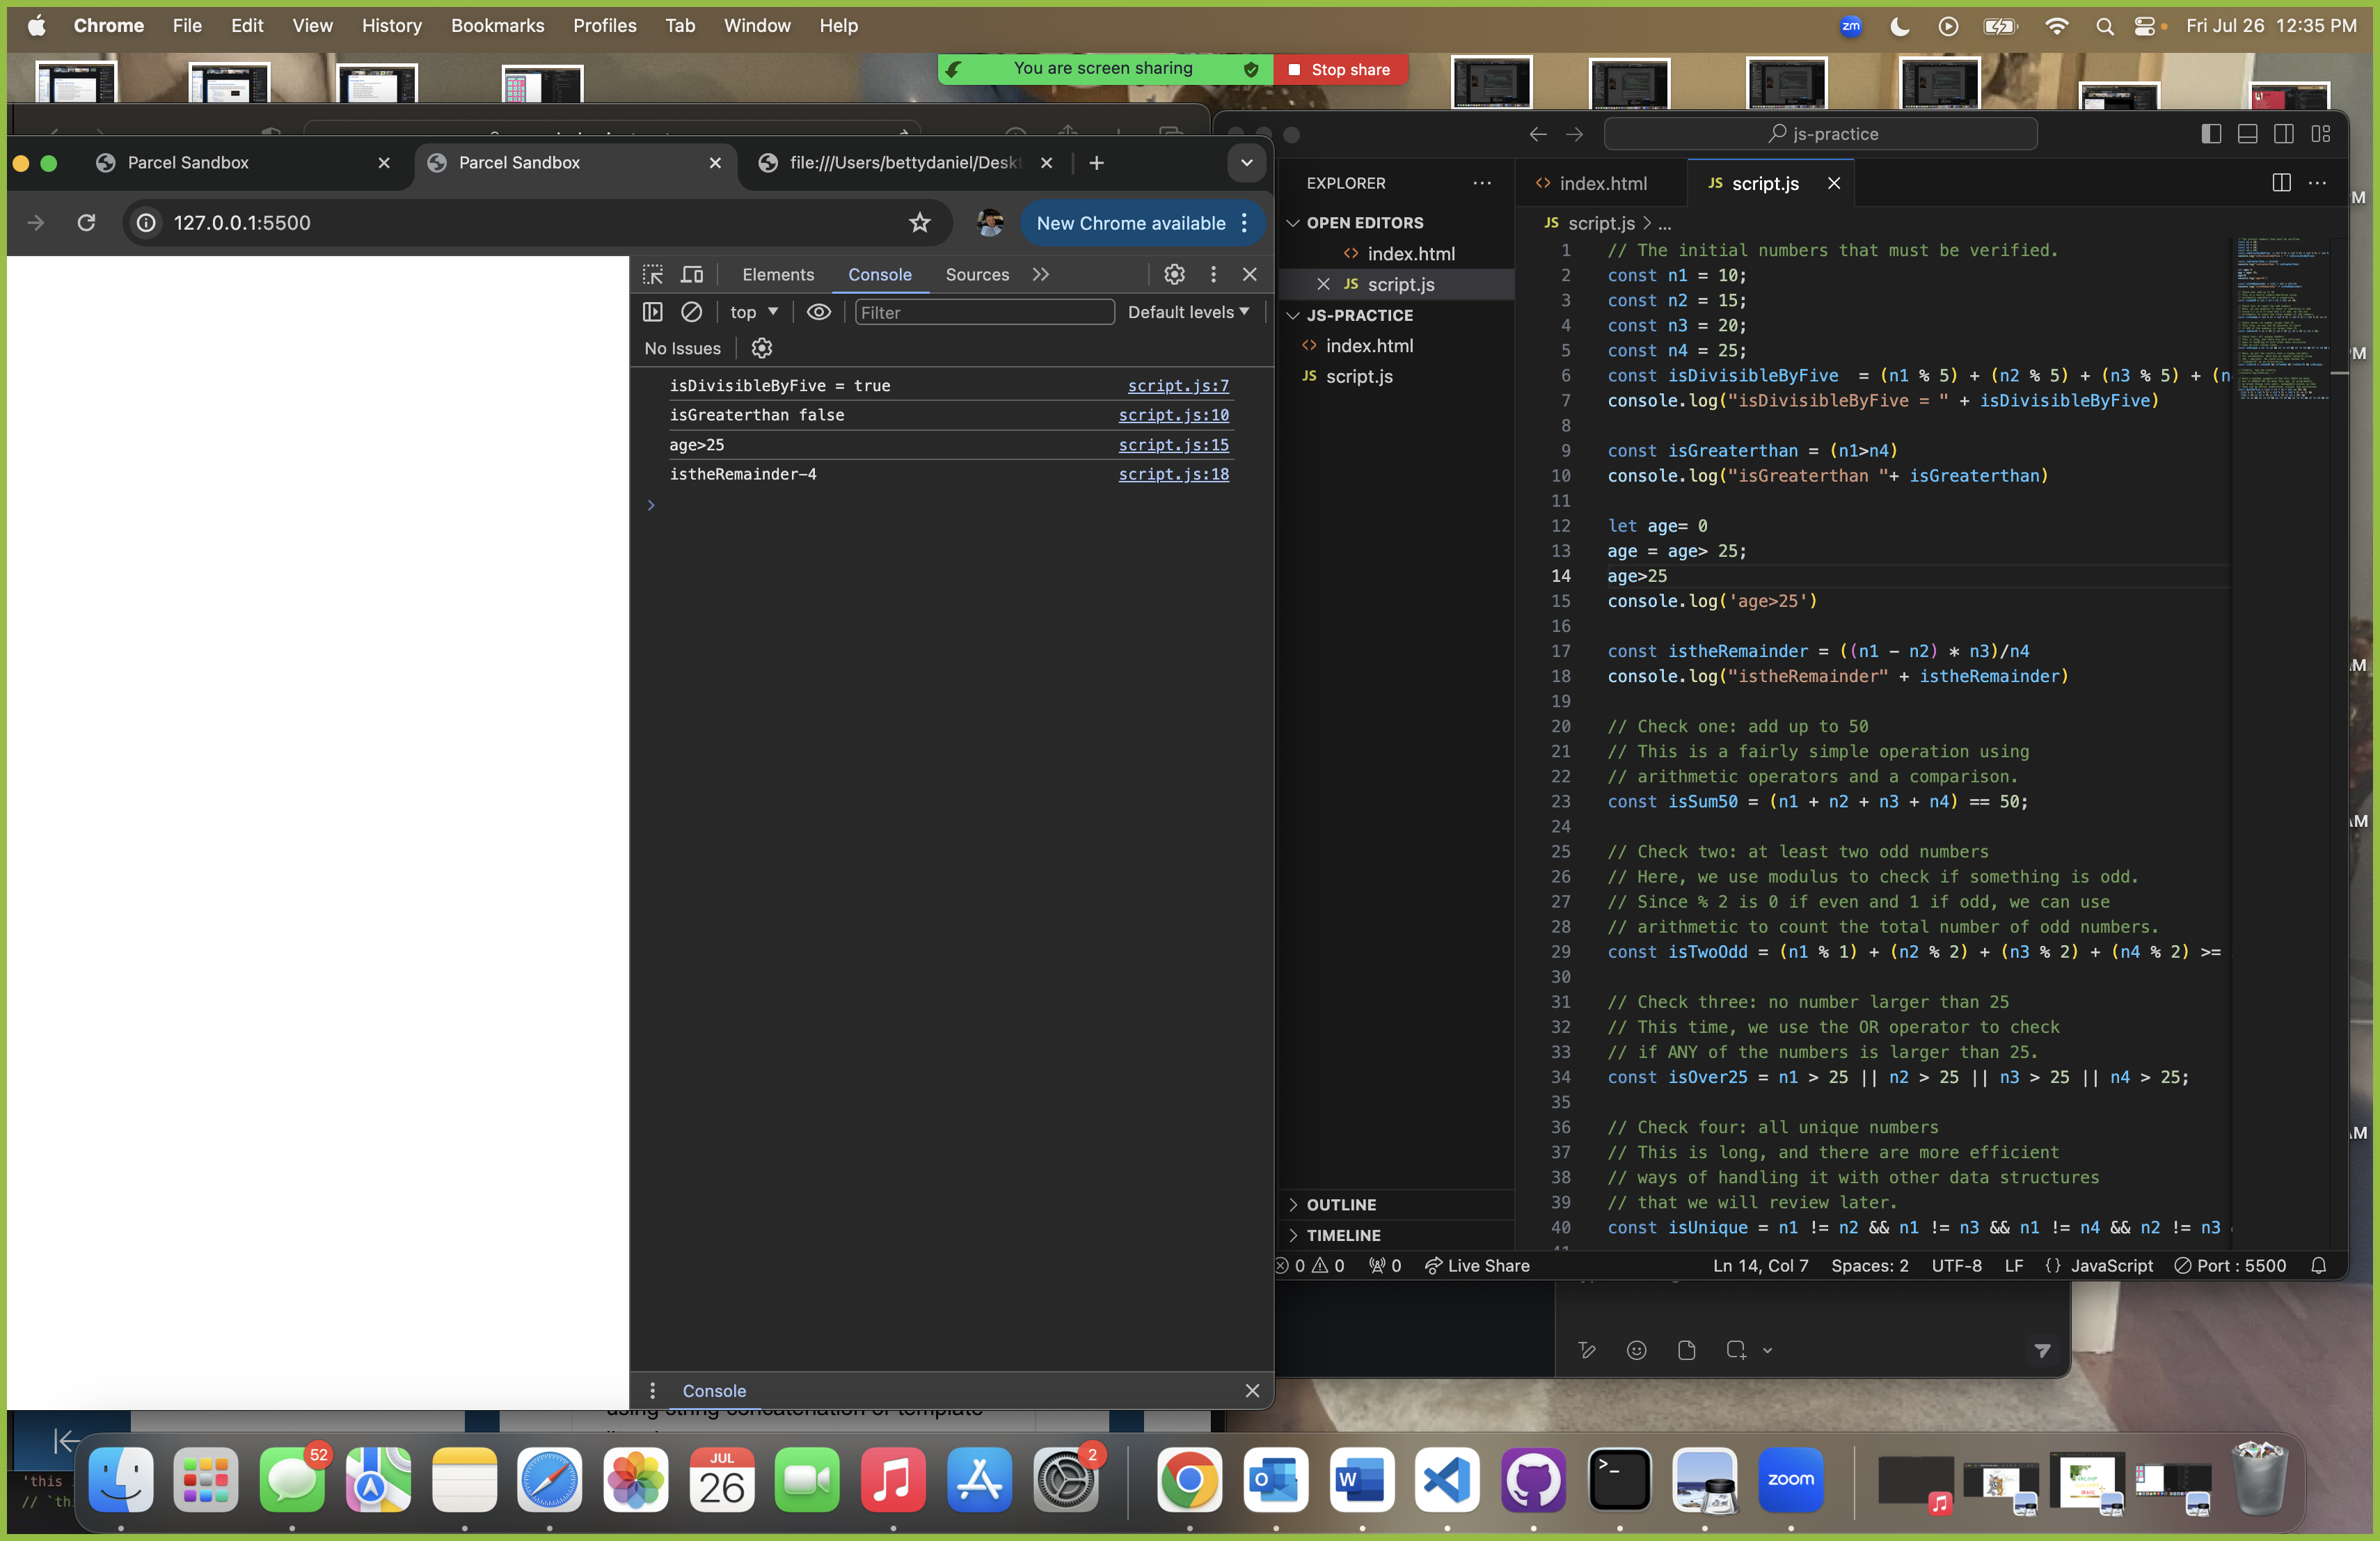 Chrome File Edit View History Bookmarks Profiles Tab Window Help
zm Fri Jul 26 12:35 PM
You are screen sharing Stop share
js-practice
Parcel Sandbox
Parcel Sandbox
file:///Users/bettydaniel/Desk
127.0.0.1:5500
New Chrome available
Elements Console Sources
top Filter Default levels
No Issues
isDivisibleByFive = true script.js:7
isGreaterthan false script.js:10
age>25 script.js:15
istheRemainder-4 script.js:18
Console
EXPLORER
OPEN EDITORS
index.html
JS script.js
JS-PRACTICE
index.html
JS script.js
OUTLINE
TIMELINE
index.html
JS script.js
JS script.js > ...
1 // The initial numbers that must be verified.
2 const n1 = 10;
3 const n2 = 15;
4 const n3 = 20;
5 const n4 = 25;
6 const isDivisibleByFive  = (n1 % 5) + (n2 % 5) + (n3 % 5) + (n
7 console.log("isDivisibleByFive = " + isDivisibleByFive)
8
9 const isGreaterthan = (n1>n4)
10 console.log("isGreaterthan "+ isGreaterthan)
11
12 let age= 0
13 age = age> 25;
14 age>25
15 console.log('age>25')
16
17 const istheRemainder = ((n1 - n2) * n3)/n4
18 console.log("istheRemainder" + istheRemainder)
19
20 // Check one: add up to 50
21 // This is a fairly simple operation using
22 // arithmetic operators and a comparison.
23 const isSum50 = (n1 + n2 + n3 + n4) == 50;
24
25 // Check two: at least two odd numbers
26 // Here, we use modulus to check if something is odd.
27 // Since % 2 is 0 if even and 1 if odd, we can use
28 // arithmetic to count the total number of odd numbers.
29 const isTwoOdd = (n1 % 1) + (n2 % 2) + (n3 % 2) + (n4 % 2) >=
30
31 // Check three: no number larger than 25
32 // This time, we use the OR operator to check
33 // if ANY of the numbers is larger than 25.
34 const isOver25 = n1 > 25 || n2 > 25 || n3 > 25 || n4 > 25;
35
36 // Check four: all unique numbers
37 // This is long, and there are more efficient
38 // ways of handling it with other data structures
39 // that we will review later.
40 const isUnique = n1 != n2 && n1 != n3 && n1 != n4 && n2 != n3
0 0 0 Live Share Ln 14, Col 7 Spaces: 2 UTF-8 LF {} JavaScript Port : 5500
using string concatenation or template
'this
// `th
52
JUL
26
2
zoom